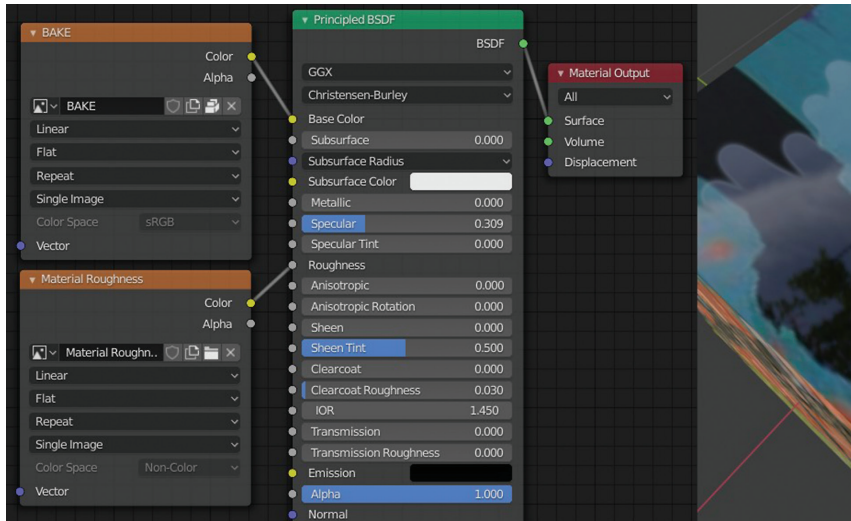 BAKE
Color
Alpha
BAKE
Linear
Flat
Repeat
Single Image
Color Space sRGB
Vector
Material Roughness
Color
Alpha
Material Roughn..
Linear
Flat
Repeat
Single Image
Color Space Non-Color
Vector
Principled BSDF
BSDF
GGX
Christensen-Burley
Base Color
Subsurface 0.000
Subsurface Radius
Subsurface Color
Metallic 0.000
Specular 0.309
Specular Tint 0.000
Roughness
Anisotropic 0.000
Anisotropic Rotation 0.000
Sheen 0.000
Sheen Tint 0.500
Clearcoat 0.000
Clearcoat Roughness 0.030
IOR 1.450
Transmission 0.000
Transmission Roughness 0.000
Emission
Alpha 1.000
Normal
Material Output
All
Surface
Volume
Displacement